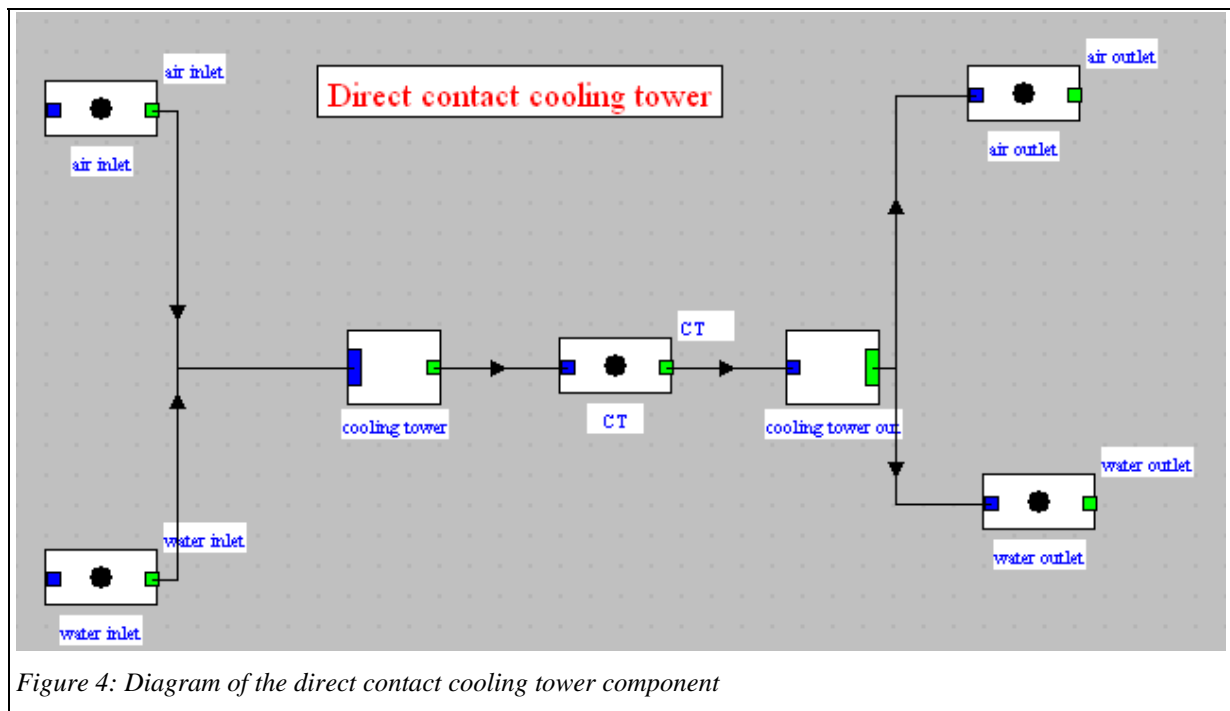 air inlet
air inlet
Direct contact cooling tower
air outlet
air outlet
cooling tower
CT
CT
cooling tower out
water inlet
water inlet
water outlet
water outlet
Figure 4: Diagram of the direct contact cooling tower component